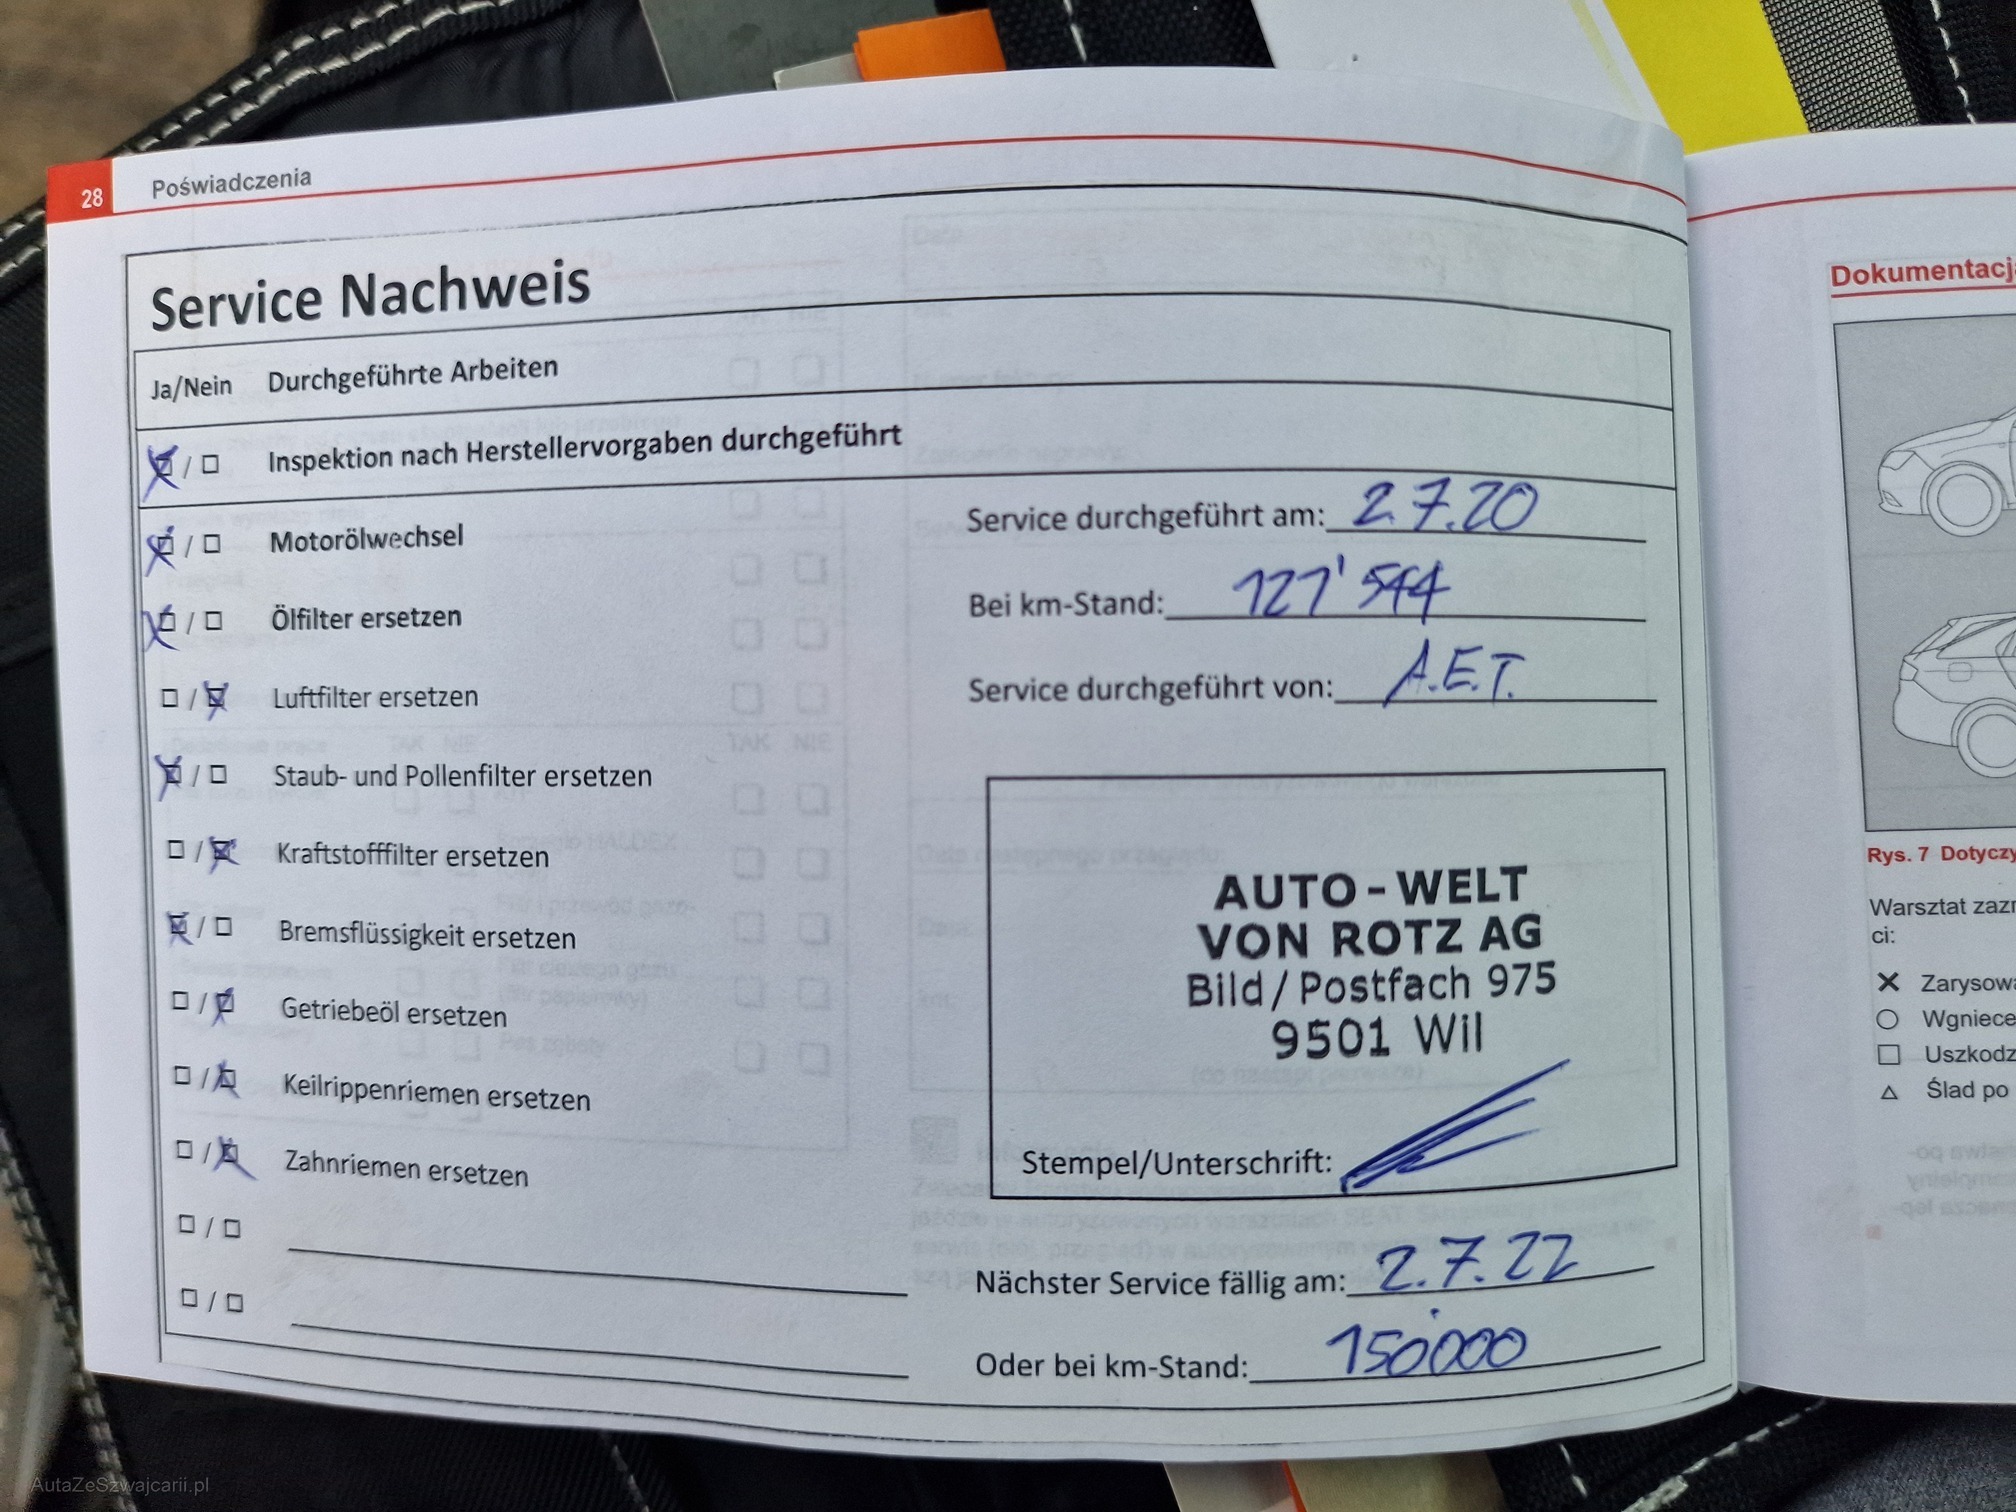 28 Poświadczenia
Service Nachweis
Ja/Nein Durchgeführte Arbeiten
☒ / ☐ Inspektion nach Herstellervorgaben durchgeführt
☒ / ☐ Motorölwechsel
☒ / ☐ Ölfilter ersetzen
☐ / ☒ Luftfilter ersetzen
☒ / ☐ Staub- und Pollenfilter ersetzen
☐ / ☒ Kraftstofffilter ersetzen
☒ / ☐ Bremsflüssigkeit ersetzen
☐ / ☒ Getriebeöl ersetzen
☐ / ☒ Keilrippenriemen ersetzen
☐ / ☒ Zahnriemen ersetzen
☐ / ☐
☐ / ☐
Service durchgeführt am: 2.7.20
Bei km-Stand: 121'544
Service durchgeführt von: A.E.T.
AUTO-WELT
VON ROTZ AG
Bild / Postfach 975
9501 Wil
Stempel/Unterschrift:
Nächster Service fällig am: 2.7.22
Oder bei km-Stand: 150'000
Dokumentacj
Rys. 7 Dotyczy
Warsztat zazn
ci:
Zarysowa
Wgniece
Uszkodz
Ślad po
AutaZeSzwajcarii.pl